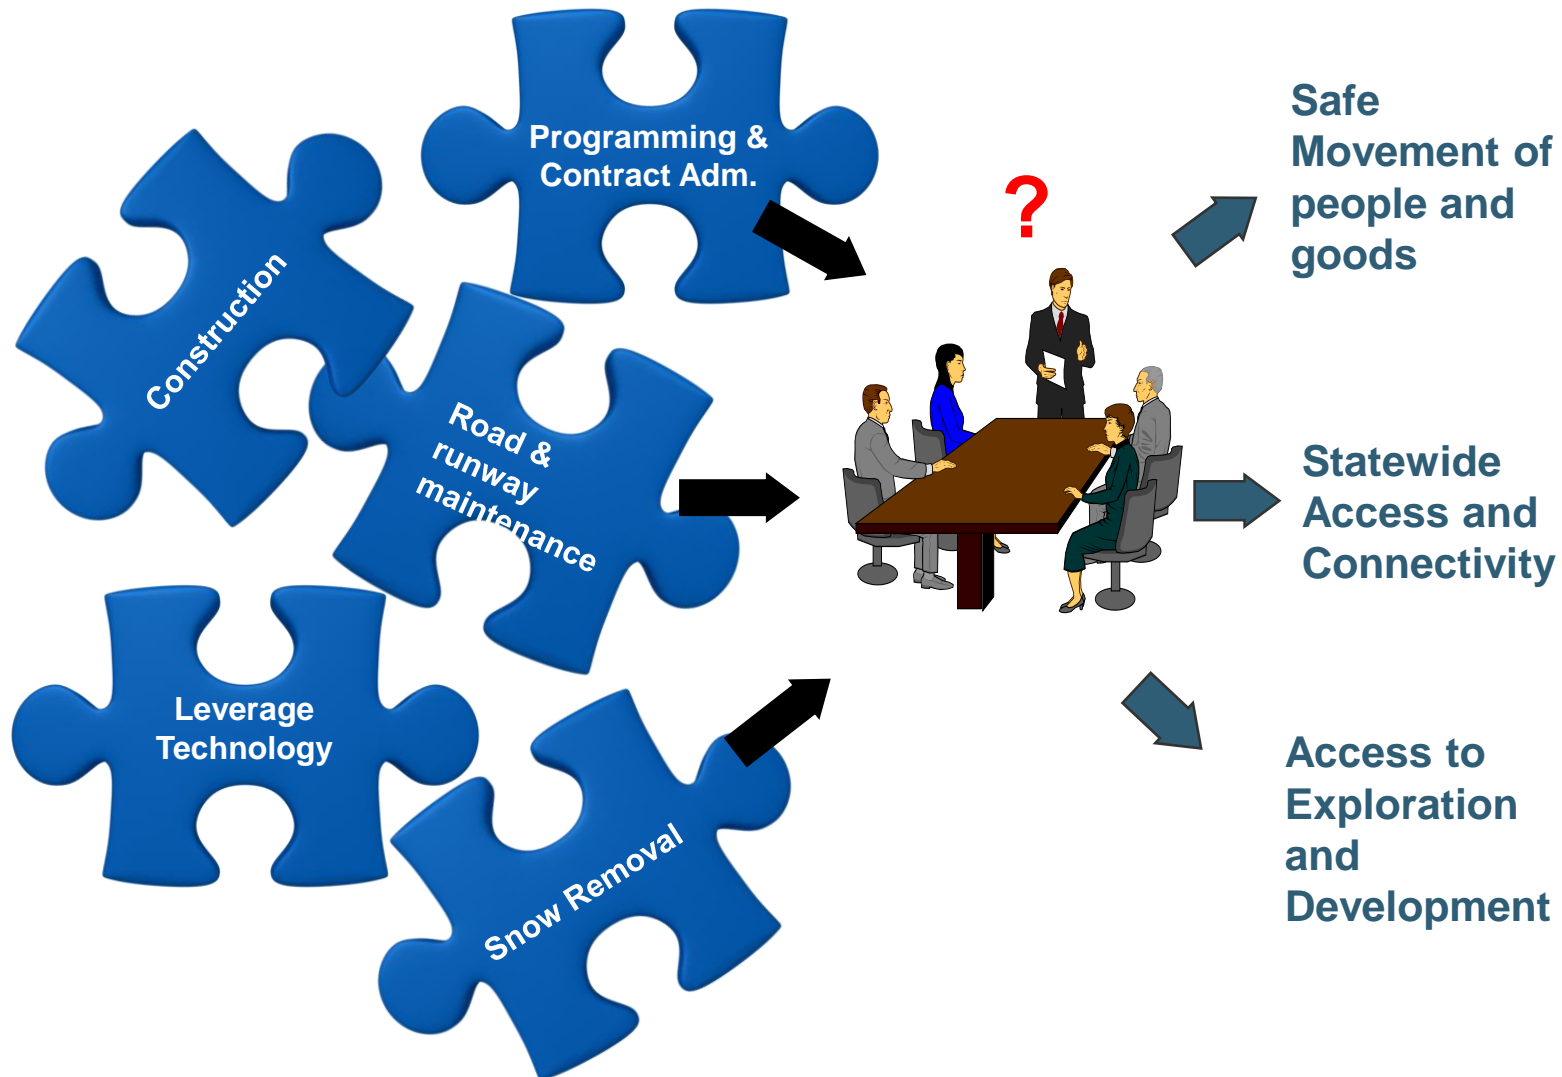 Programming &
Contract Adm.
Construction
Road &
runway
maintenance
Leverage
Technology
Snow Removal
?
Safe
Movement of
people and
goods
Statewide
Access and
Connectivity
Access to
Exploration
and
Development